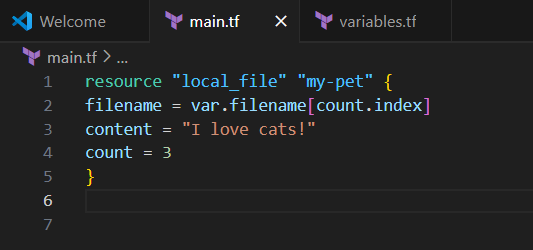 Welcome
main.tf
variables.tf
main.tf > ...
1 resource "local_file" "my-pet" {
2 filename = var.filename[count.index]
3 content = "I love cats!"
4 count = 3
5 }
6
7